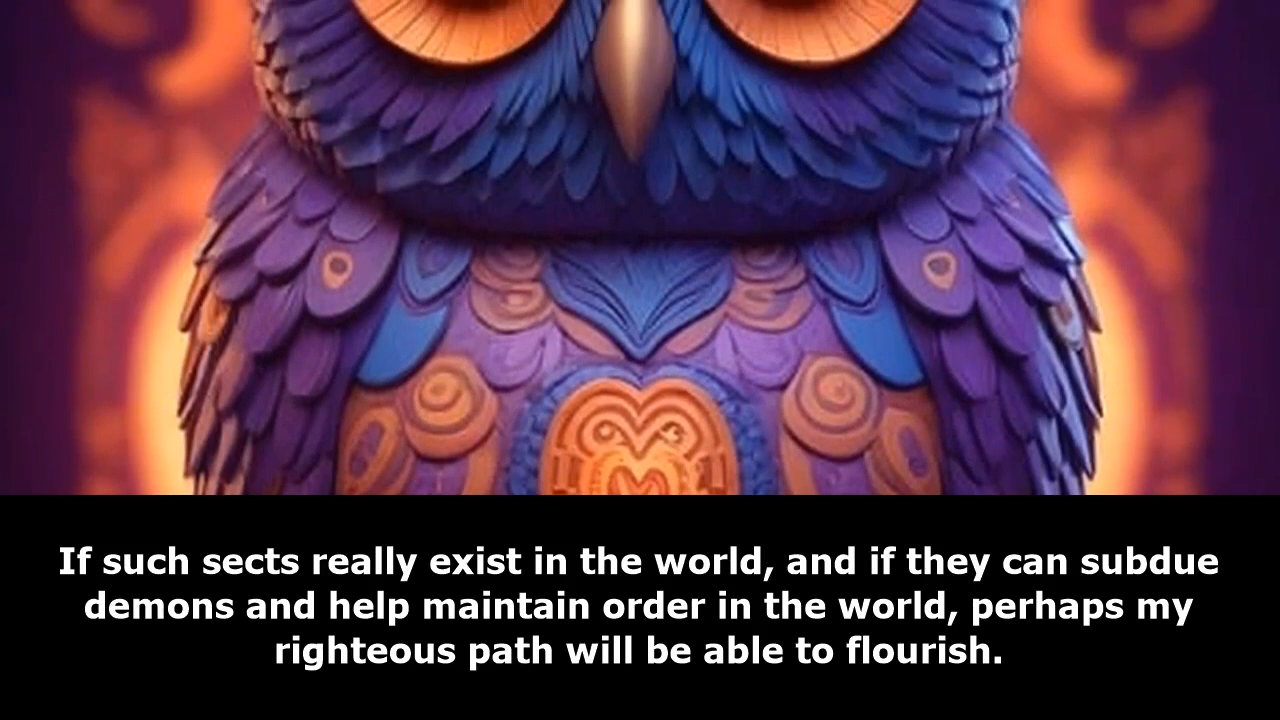 If such sects really exist in the world, and if they can subdue
demons and help maintain order in the world, perhaps my
righteous path will be able to flourish.